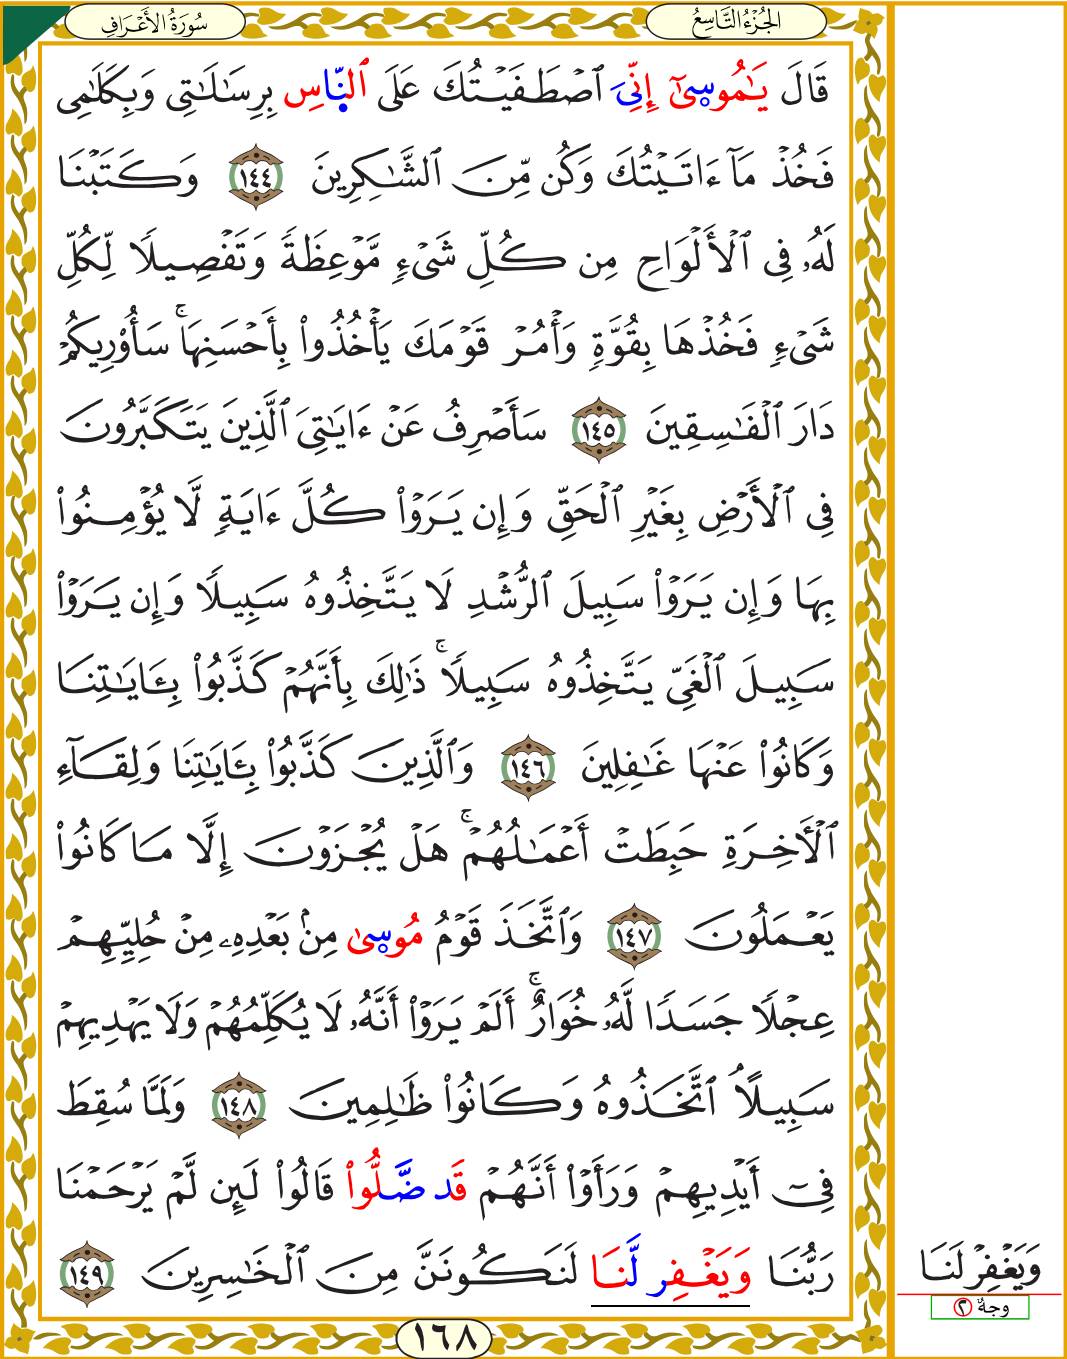 سُورَةُ الأَعْرَافِ
الجُزْءُ التَّاسِعُ
قَالَ يَٰمُوسَىٰٓ إِنِّيَ ٱصۡطَفَيۡتُكَ عَلَى ٱلنَّاسِ بِرِسَٰلَٰتِي وَبِكَلَٰمِي
فَخُذۡ مَآ ءَاتَيۡتُكَ وَكُن مِّنَ ٱلشَّٰكِرِينَ ١٤٤ وَكَتَبۡنَا
لَهُۥ فِي ٱلۡأَلۡوَاحِ مِن كُلِّ شَيۡءٖ مَّوۡعِظَةٗ وَتَفۡصِيلٗا لِّكُلِّ
شَيۡءٖ فَخُذۡهَا بِقُوَّةٖ وَأۡمُرۡ قَوۡمَكَ يَأۡخُذُواْ بِأَحۡسَنِهَاۚ سَأُوْرِيكُمۡ
دَارَ ٱلۡفَٰسِقِينَ ١٤٥ سَأَصۡرِفُ عَنۡ ءَايَٰتِيَ ٱلَّذِينَ يَتَكَبَّرُونَ
فِي ٱلۡأَرۡضِ بِغَيۡرِ ٱلۡحَقِّ وَإِن يَرَوۡاْ كُلَّ ءَايَةٖ لَّا يُؤۡمِنُواْ
بِهَا وَإِن يَرَوۡاْ سَبِيلَ ٱلرُّشۡدِ لَا يَتَّخِذُوهُ سَبِيلٗا وَإِن يَرَوۡاْ
سَبِيلَ ٱلۡغَيِّ يَتَّخِذُوهُ سَبِيلٗاۚ ذَٰلِكَ بِأَنَّهُمۡ كَذَّبُواْ بِـَٔايَٰتِنَا
وَكَانُواْ عَنۡهَا غَٰفِلِينَ ١٤٦ وَٱلَّذِينَ كَذَّبُواْ بِـَٔايَٰتِنَا وَلِقَآءِ
ٱلۡأٓخِرَةِ حَبِطَتۡ أَعۡمَٰلُهُمۡۚ هَلۡ يُجۡزَوۡنَ إِلَّا مَا كَانُواْ
يَعۡمَلُونَ ١٤٧ وَٱتَّخَذَ قَوۡمُ مُوسَىٰ مِنۢ بَعۡدِهِۦ مِنۡ حُلِيِّهِمۡ
عِجۡلٗا جَسَدٗا لَّهُۥ خُوَارٌۚ أَلَمۡ يَرَوۡاْ أَنَّهُۥ لَا يُكَلِّمُهُمۡ وَلَا يَهۡدِيهِمۡ
سَبِيلًاۘ ٱتَّخَذُوهُ وَكَانُواْ ظَٰلِمِينَ ١٤٨ وَلَمَّا سُقِطَ
فِيٓ أَيۡدِيهِمۡ وَرَأَوۡاْ أَنَّهُمۡ قَد ضَّلُّواْ قَالُواْ لَئِن لَّمۡ يَرۡحَمۡنَا
رَبُّنَا وَيَغۡفِر لَّنَا لَنَكُونَنَّ مِنَ ٱلۡخَٰسِرِينَ ١٤٩
وَيَغۡفِرۡ لَنَا
وجهٌ ٢
١٦٨